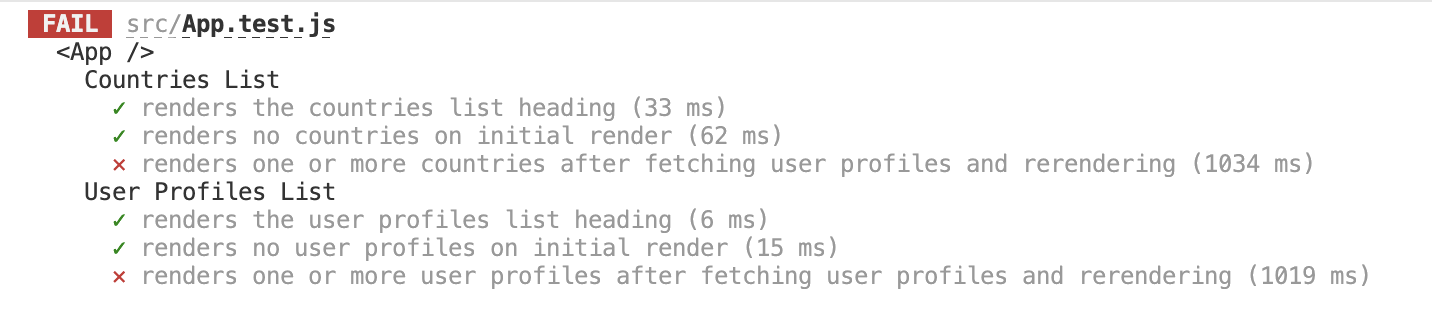 FAIL src/App.test.js
<App />
Countries List
✓ renders the countries list heading (33 ms)
✓ renders no countries on initial render (62 ms)
✕ renders one or more countries after fetching user profiles and rerendering (1034 ms)
User Profiles List
✓ renders the user profiles list heading (6 ms)
✓ renders no user profiles on initial render (15 ms)
✕ renders one or more user profiles after fetching user profiles and rerendering (1019 ms)